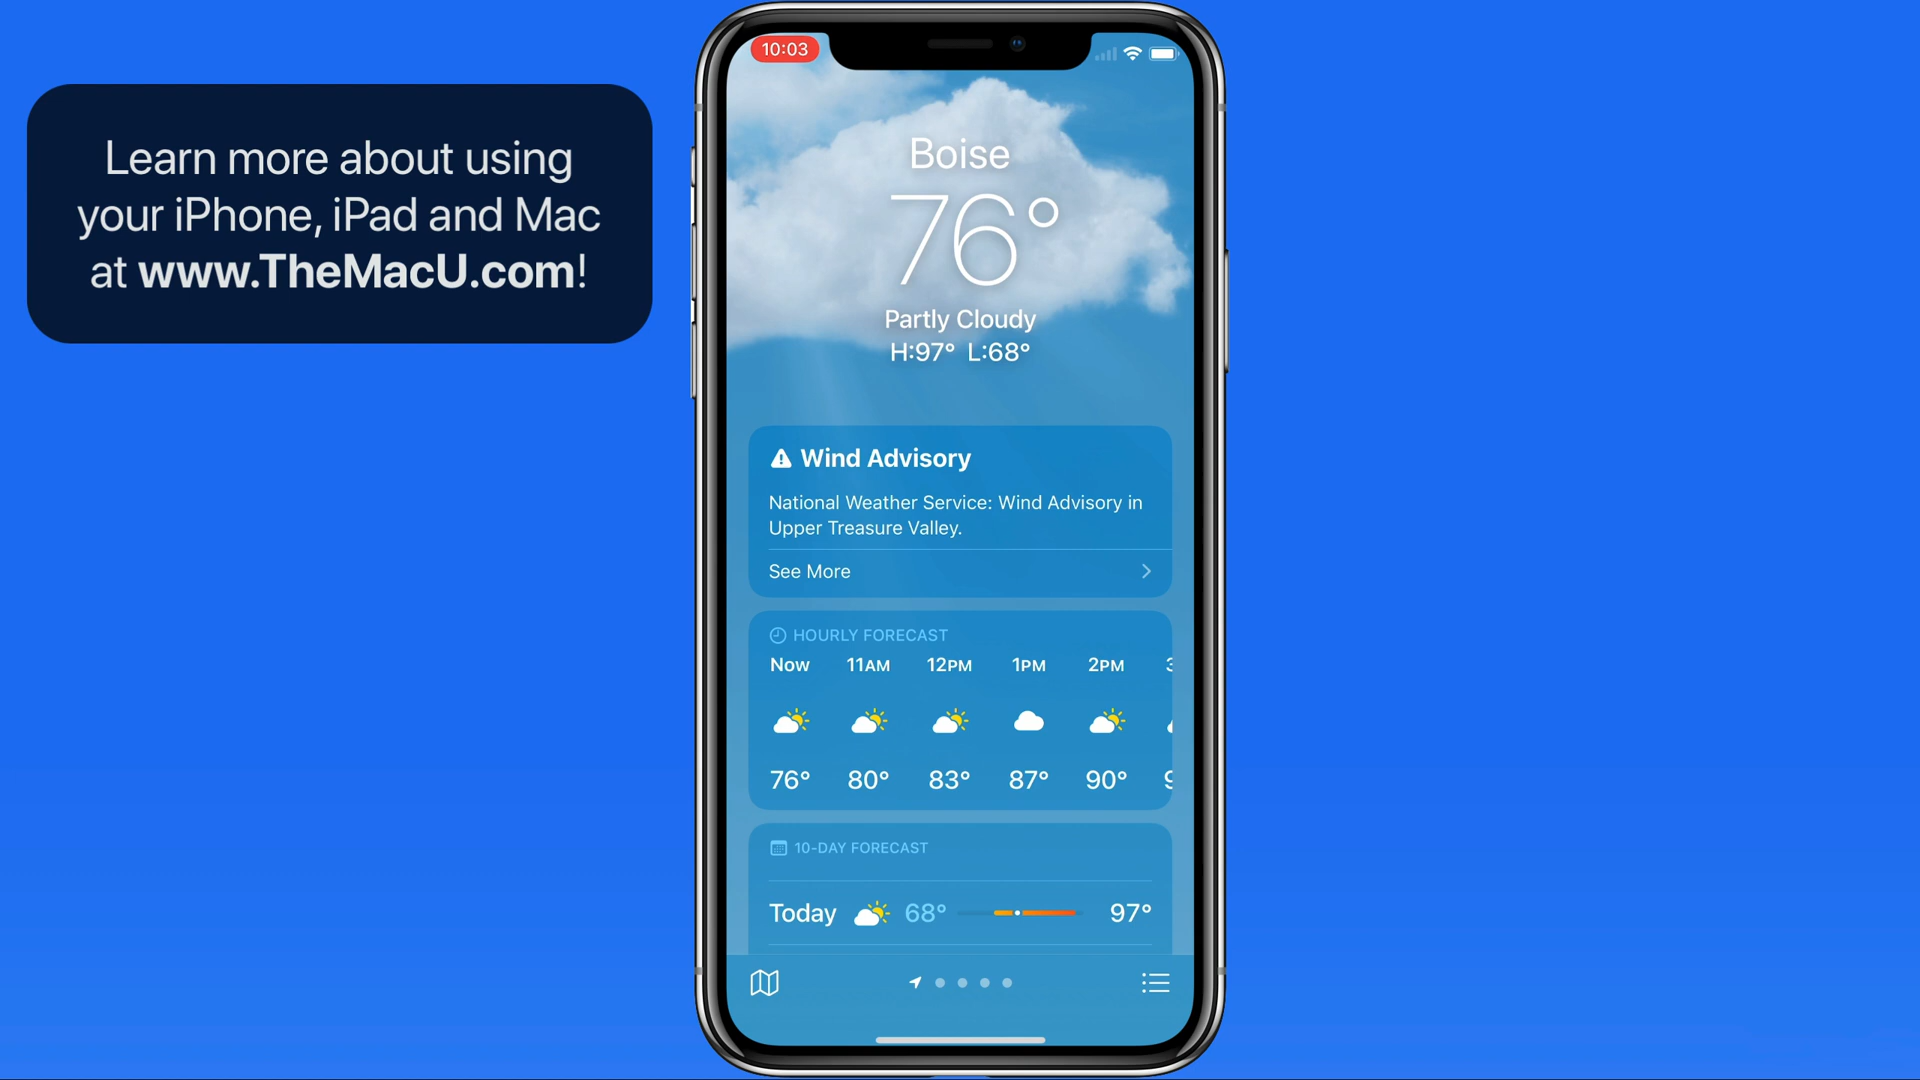 Learn more about using
your iPhone, iPad and Mac
at www.TheMacU.com!
10:03
Boise
76°
Partly Cloudy
H:97° L:68°
Wind Advisory
National Weather Service: Wind Advisory in
Upper Treasure Valley.
See More
HOURLY FORECAST
Now 11AM 12PM 1PM 2PM
76° 80° 83° 87° 90°
10-DAY FORECAST
Today 68° 97°